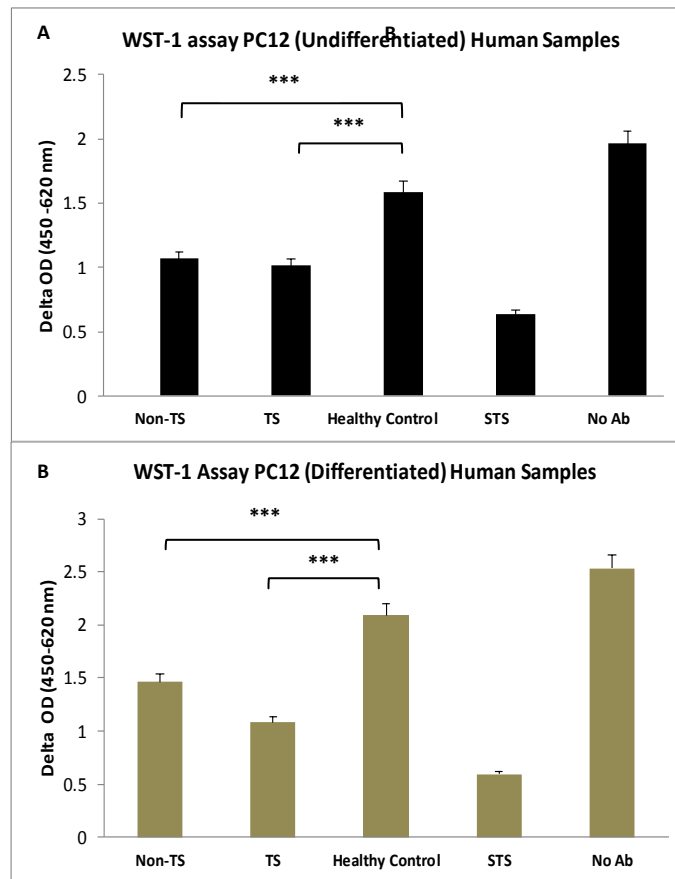 A
B
WST-1 assay PC12 (Undifferentiated) Human Samples
2.5
***
2
***
1.5
1
0.5
0
Delta OD (450 -620 nm)
Non-TS TS Healthy Control STS No Ab
B
WST-1 Assay PC12 (Differentiated) Human Samples
3
***
2.5
***
2
1.5
1
0.5
0
Delta OD (450-620 nm)
Non-TS TS Healthy Control STS No Ab